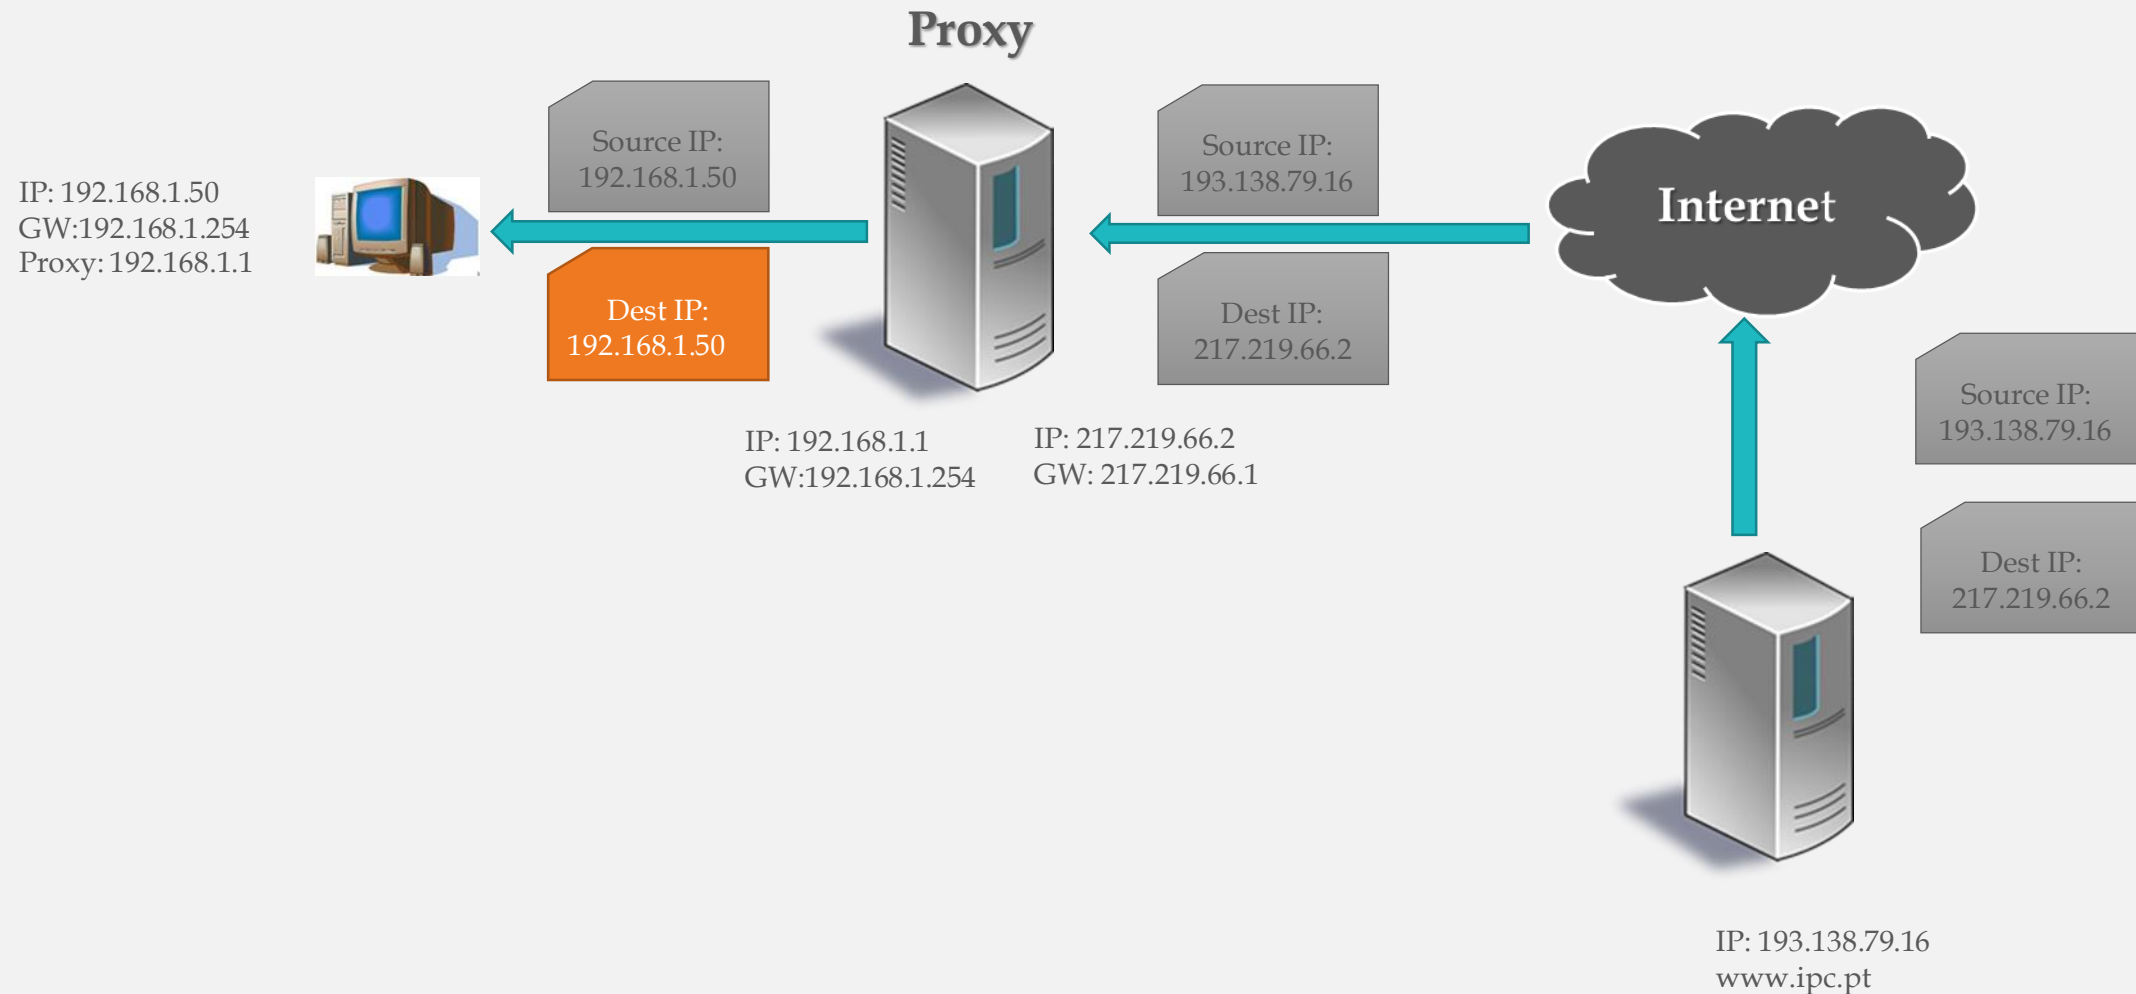 Proxy
IP: 192.168.1.50
GW:192.168.1.254
Proxy: 192.168.1.1
Source IP:
192.168.1.50
Dest IP:
192.168.1.50
IP: 192.168.1.1
GW:192.168.1.254
IP: 217.219.66.2
GW: 217.219.66.1
Source IP:
193.138.79.16
Dest IP:
217.219.66.2
Internet
Source IP:
193.138.79.16
Dest IP:
217.219.66.2
IP: 193.138.79.16
www.ipc.pt